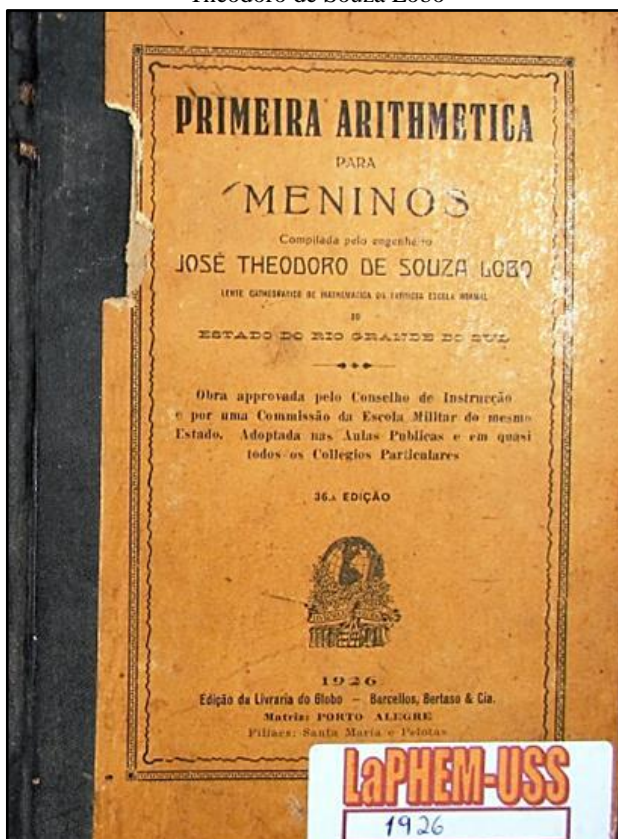 Theodoro de Souza Lobo
PRIMEIRA ARITHMETICA
PARA
MENINOS
Compilada pelo engenheiro
JOSÉ THEODORO DE SOUZA LOBO
LENTE CATHEDRATICO DE MATHEMATICA DA ESCOLA NORMAL
DO
ESTADO DO RIO GRANDE DO SUL
Obra approvada pelo Conselho de Instrucção
e por uma Commissão da Escola Militar do mesmo
Estado. Adoptada nas Aulas Publicas e em quasi
todos os Collegios Particulares
36.A EDIÇÃO
1926
Edição da Livraria do Globo – Barcellos, Bertaso & Cia.
Matriz: PORTO ALEGRE
Filiaes: Santa Maria e Pelotas
LaPHEM-USS
1926